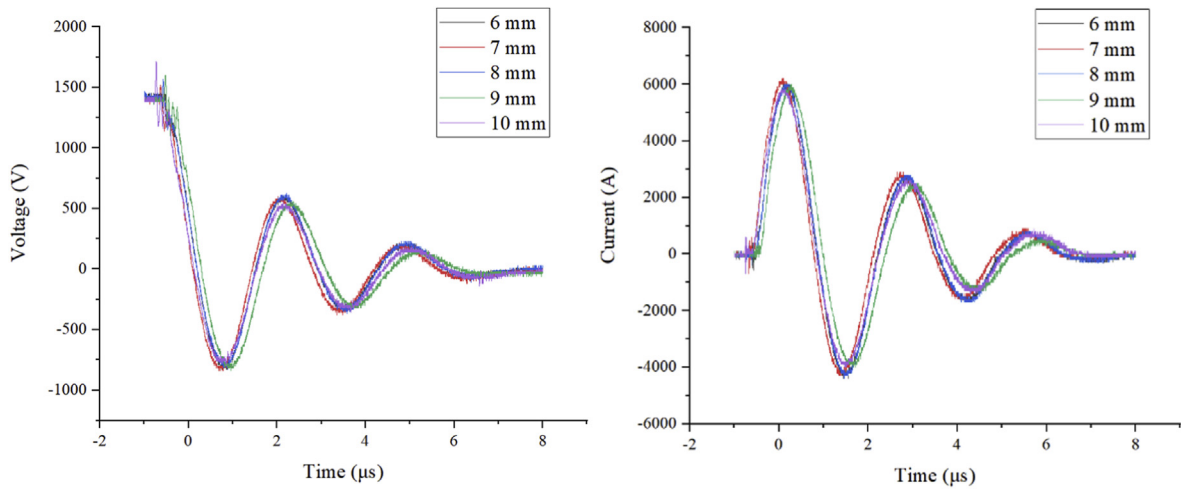 2000
1500
1000
500
0
-500
-1000
-2
0
2
4
6
8
Voltage (V)
Time (μs)
6 mm
7 mm
8 mm
9 mm
10 mm
8000
6000
4000
2000
0
-2000
-4000
-6000
-2
0
2
4
6
8
Current (A)
Time (μs)
6 mm
7 mm
8 mm
9 mm
10 mm